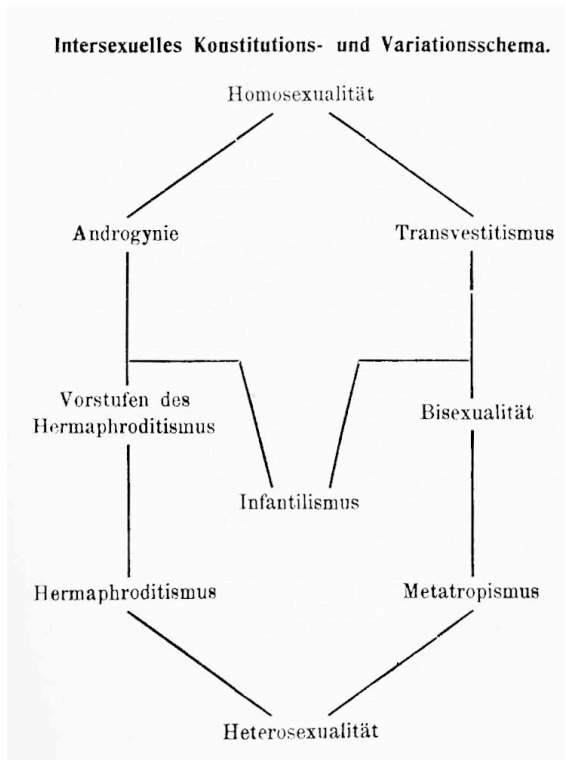 Intersexuelles Konstitutions- und Variationsschema.
Homosexualität
Androgynie
Transvestitismus
Vorstufen des
Hermaphroditismus
Bisexualität
Infantilismus
Hermaphroditismus
Metatropismus
Heterosexualität